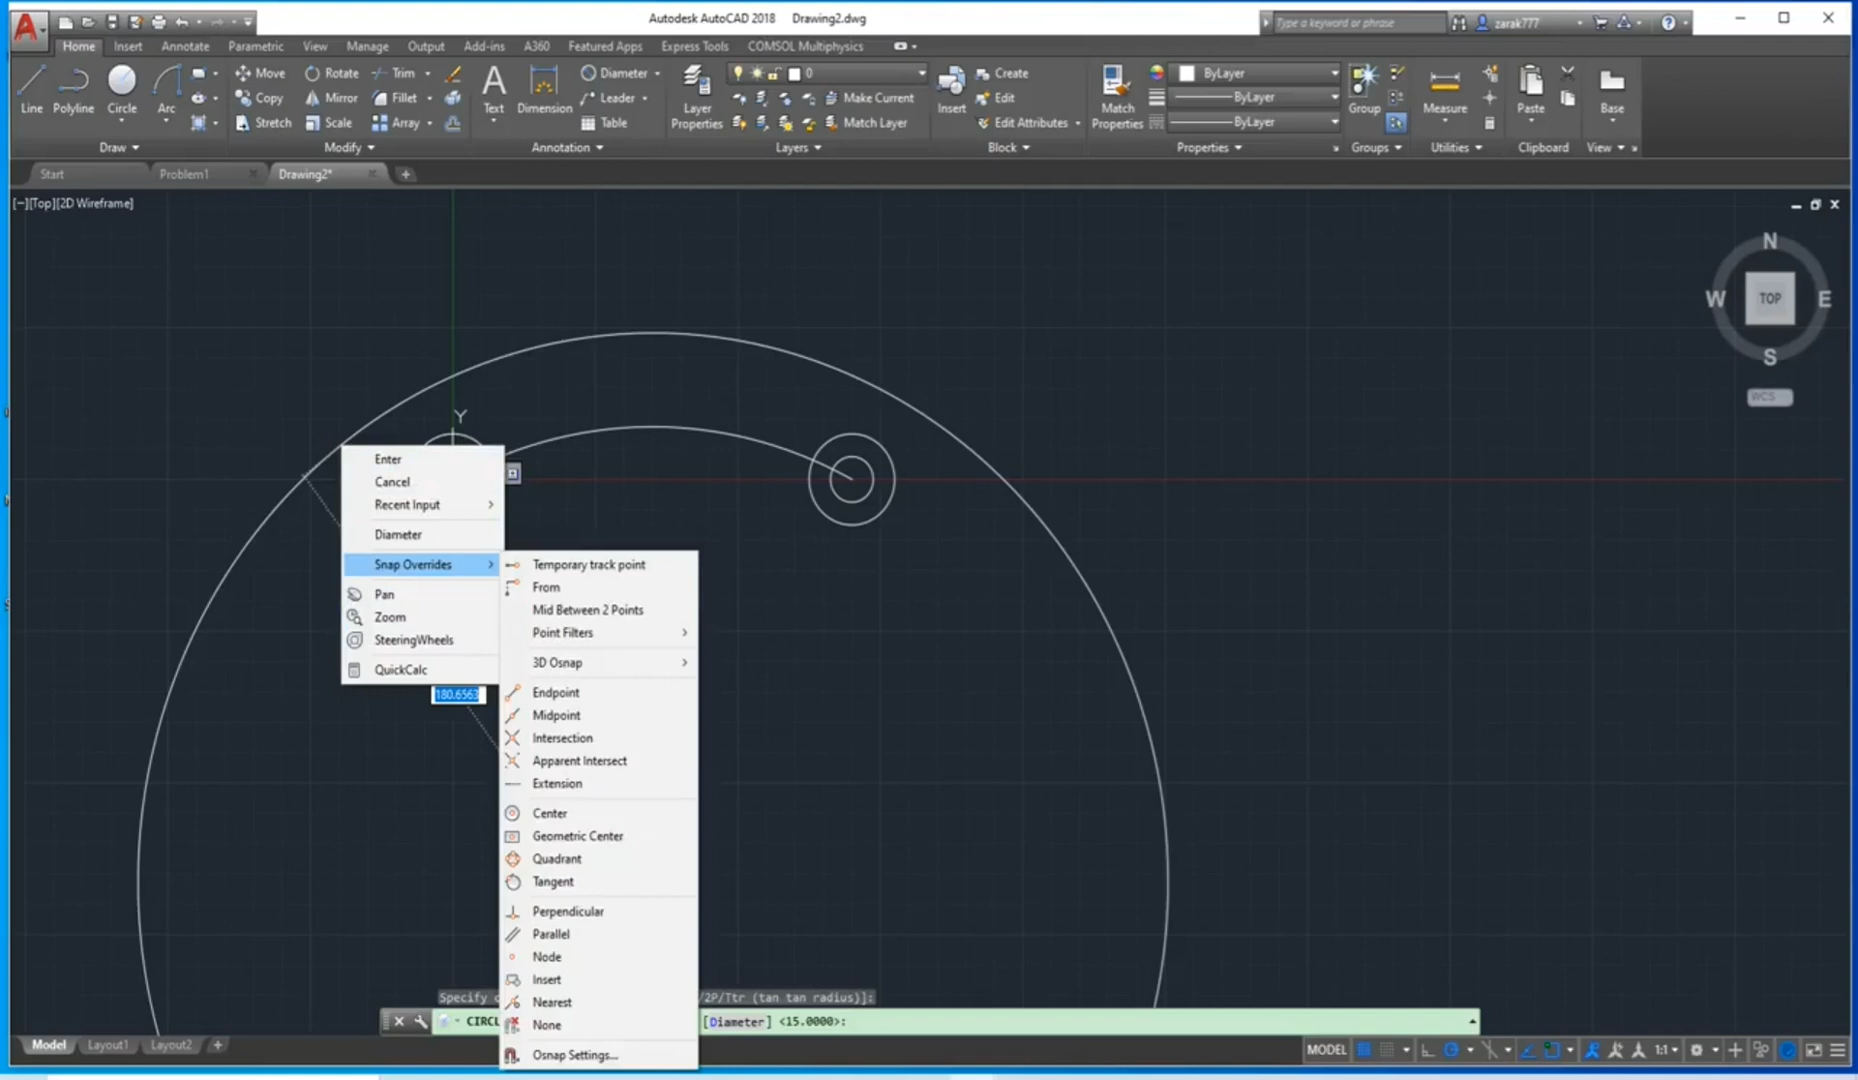 Autodesk AutoCAD 2018 Drawing2.dwg
Type a keyword or phrase
zarak777
Home Insert Annotate Parametric View Manage Output Add-ins A360 Featured Apps Express Tools COMSOL Multiphysics
Line Polyline Circle Arc
Move Rotate Trim
Copy Mirror Fillet
Stretch Scale Array
Text Dimension
Diameter
Leader
Table
Layer Properties
0
Make Current
Match Layer
Insert
Create
Edit
Edit Attributes
Match Properties
ByLayer
ByLayer
ByLayer
Group
Measure
Paste
Base
Draw Modify Annotation Layers Block Properties Groups Utilities Clipboard View
Start Problem1 Drawing2*
[−][Top][2D Wireframe]
N
W TOP E
S
WCS
Y
Enter
Cancel
Recent Input
Diameter
Snap Overrides
Pan
Zoom
SteeringWheels
QuickCalc
180.6563
Temporary track point
From
Mid Between 2 Points
Point Filters
3D Osnap
Endpoint
Midpoint
Intersection
Apparent Intersect
Extension
Center
Geometric Center
Quadrant
Tangent
Perpendicular
Parallel
Node
Insert
Nearest
None
Osnap Settings...
Specify c /2P/Ttr (tan tan radius)]:
CIRCL [Diameter] <15.0000>:
Model Layout1 Layout2
MODEL 1:1